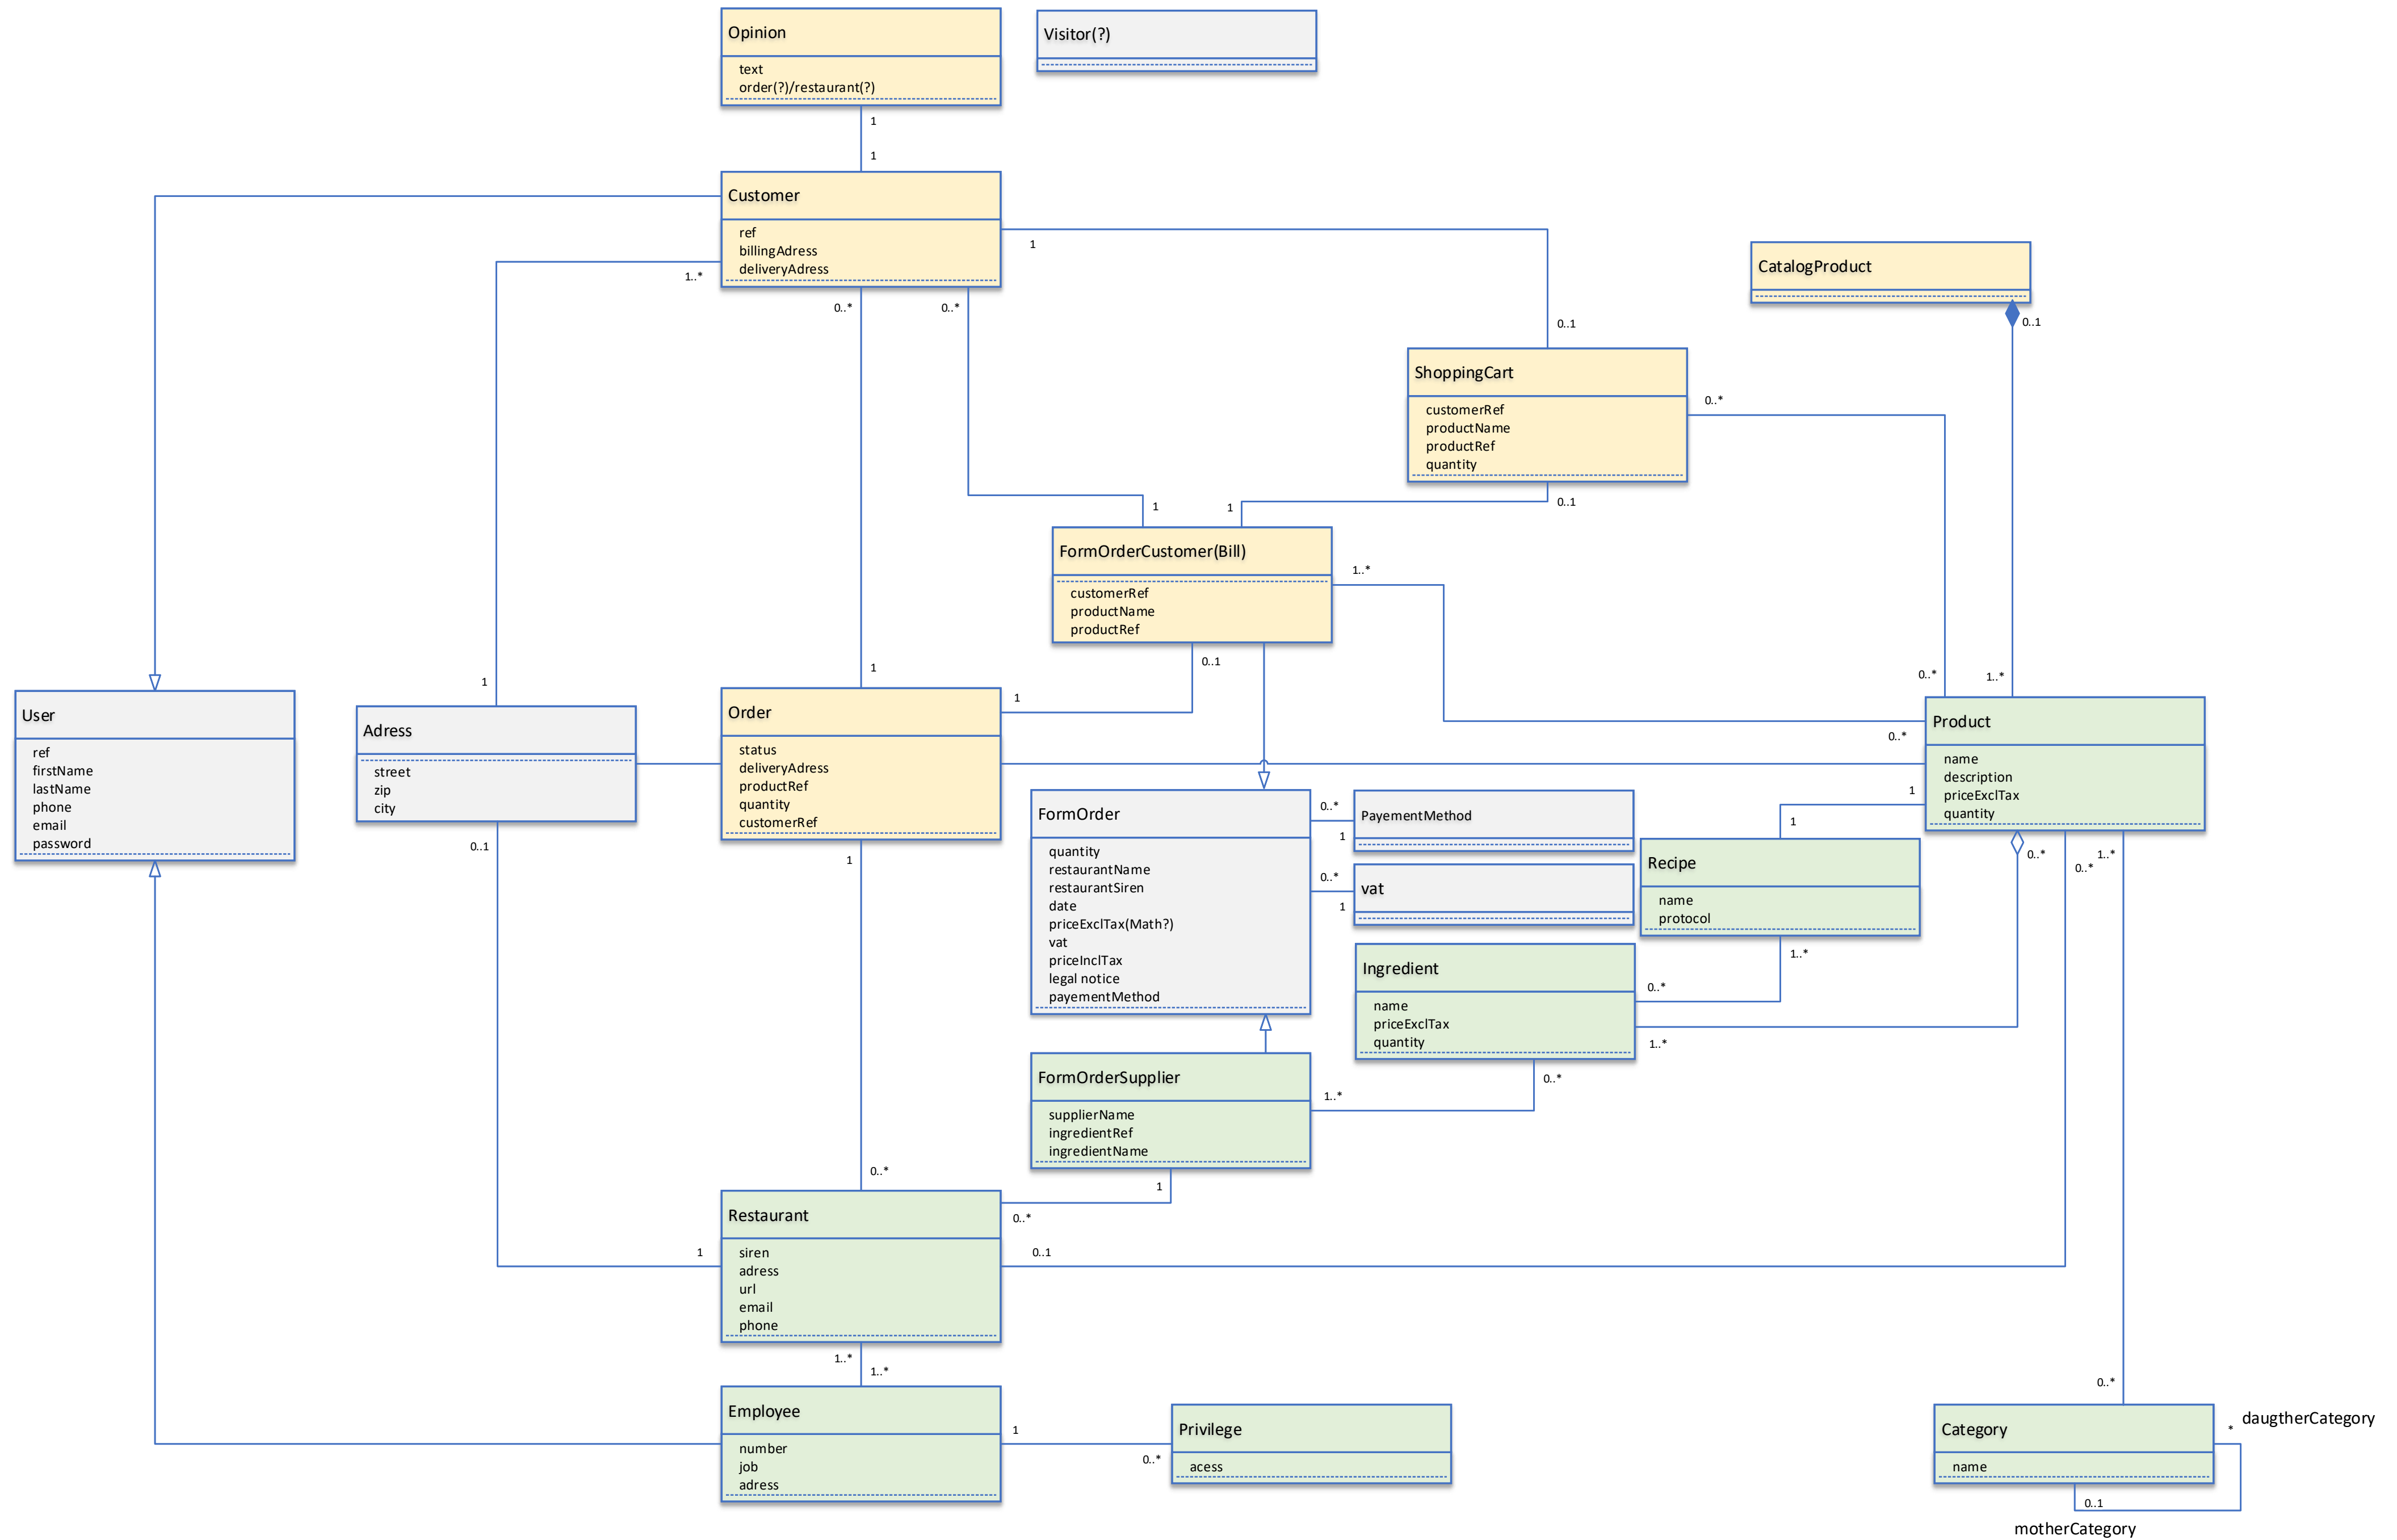 Opinion
text
order(?)/restaurant(?)
Visitor(?)
1
1
Customer
ref
billingAdress
deliveryAdress
1
1..*
0..*
0..*
CatalogProduct
0..1
0..1
ShoppingCart
customerRef
productName
productRef
quantity
0..*
0..1
1
1
FormOrderCustomer(Bill)
customerRef
productName
productRef
1..*
0..1
1
1
0..*
1..*
User
ref
firstName
lastName
phone
email
password
Adress
street
zip
city
0..1
Order
status
deliveryAdress
productRef
quantity
customerRef
1
1
Product
name
description
priceExclTax
quantity
0..*
1
1
0..*
0..*
1..*
FormOrder
quantity
restaurantName
restaurantSiren
date
priceExclTax(Math?)
vat
priceInclTax
legal notice
payementMethod
0..*
1
PayementMethod
0..*
1
vat
Recipe
name
protocol
1..*
Ingredient
name
priceExclTax
quantity
0..*
1..*
0..*
FormOrderSupplier
supplierName
ingredientRef
ingredientName
1..*
1
0..*
0..*
Restaurant
siren
adress
url
email
phone
1
0..1
1..*
1..*
Employee
number
job
adress
1
0..*
Privilege
acess
0..*
Category
name
*
daugtherCategory
0..1
motherCategory